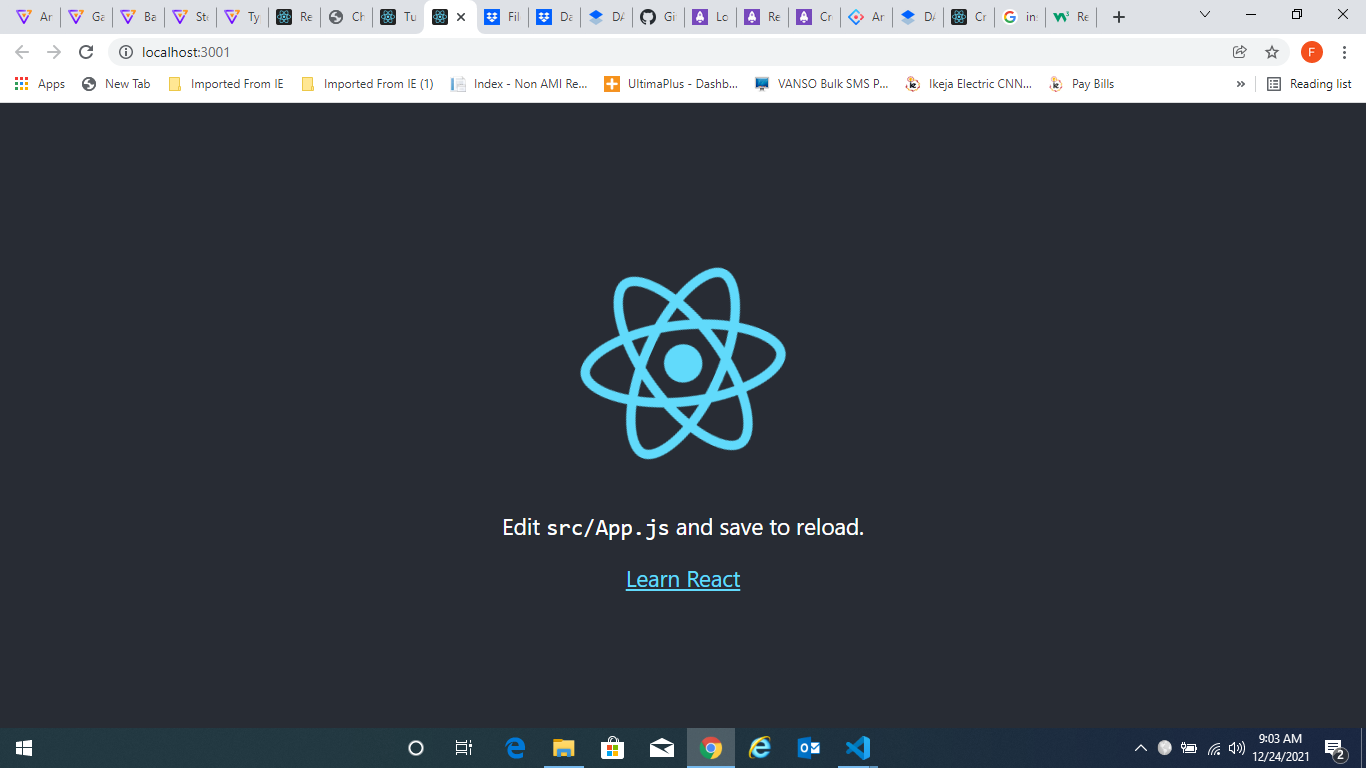 Ar Ga Ba Ste Ty Re Ch Tu Fil Da DA Gi Lo Re Cr Ar DA Cr ins Re
localhost:3001
F
Apps New Tab Imported From IE Imported From IE (1) Index - Non AMI Re... UltimaPlus - Dashb... VANSO Bulk SMS P... Ikeja Electric CNN... Pay Bills » Reading list
Edit src/App.js and save to reload.
Learn React
9:03 AM
12/24/2021
2